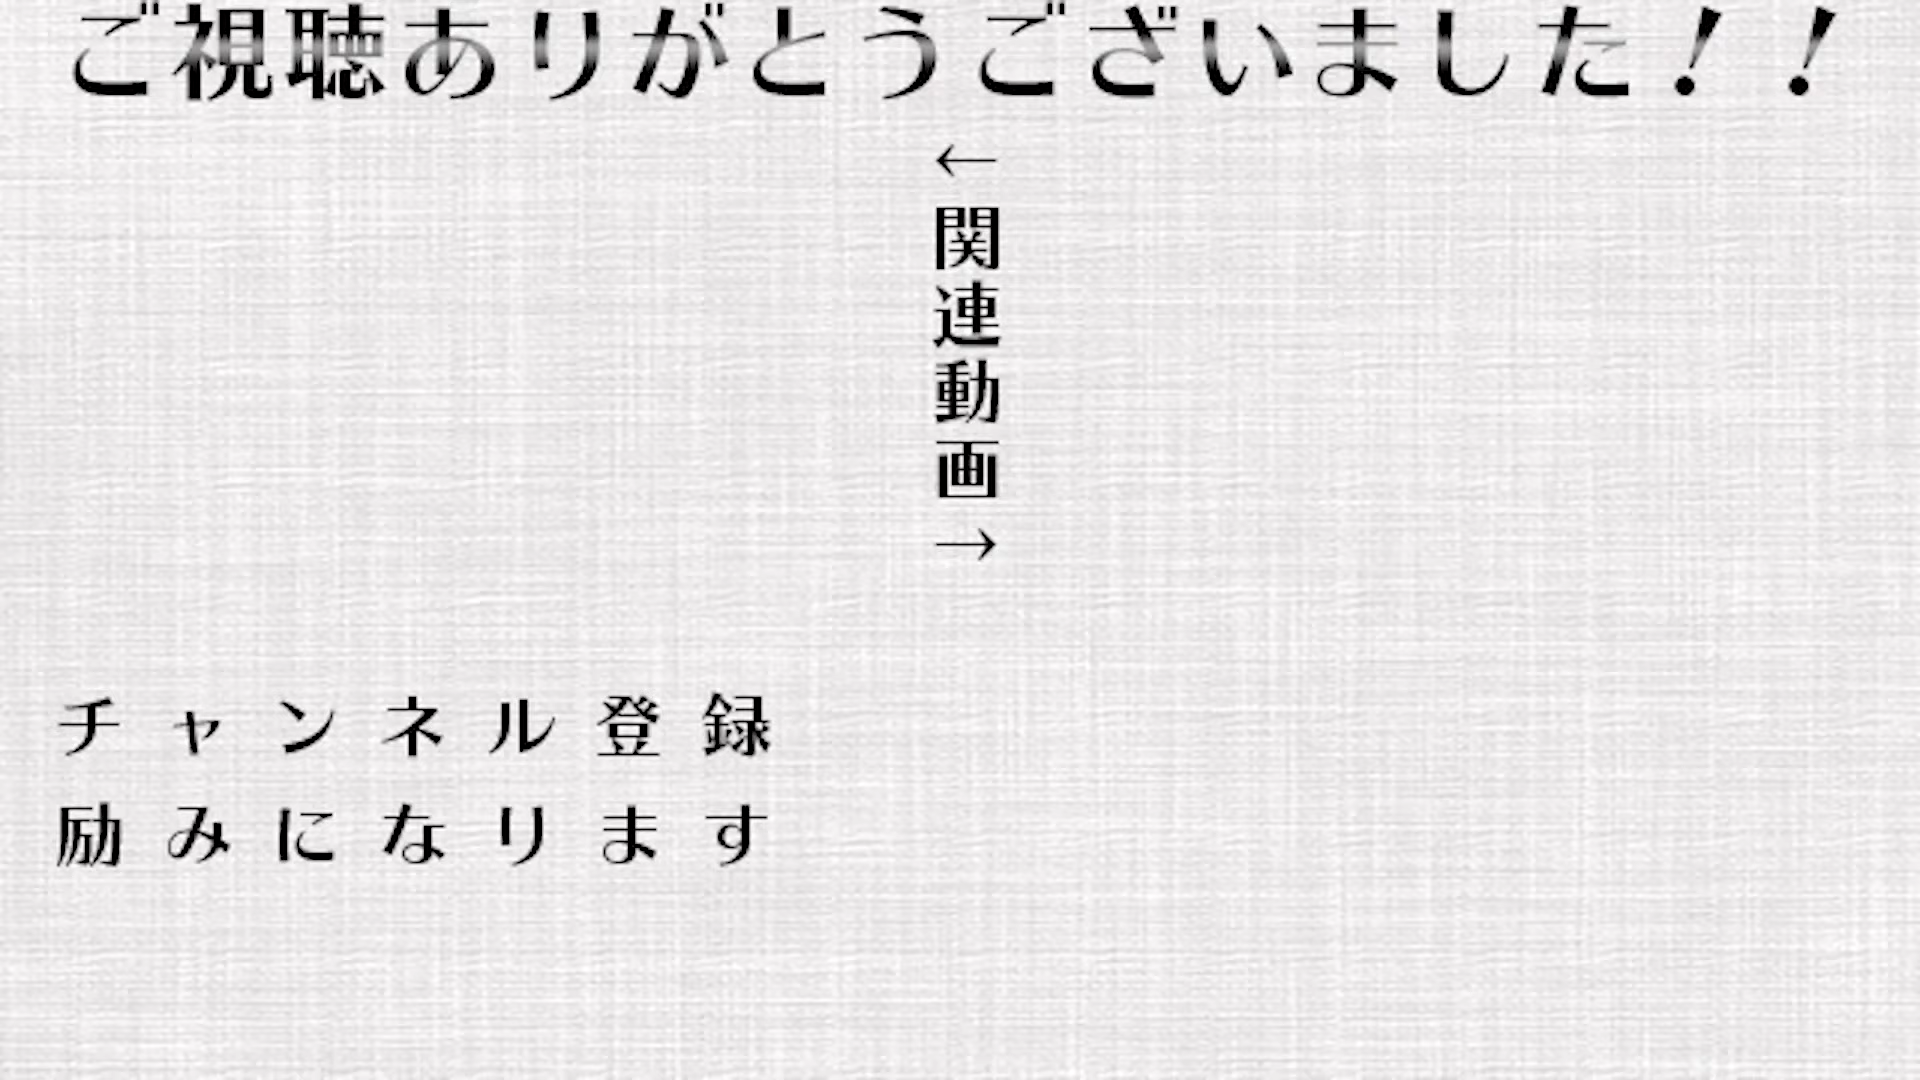 ご視聴ありがとうございました！！
←関連動画→
チャンネル登録
励みになります